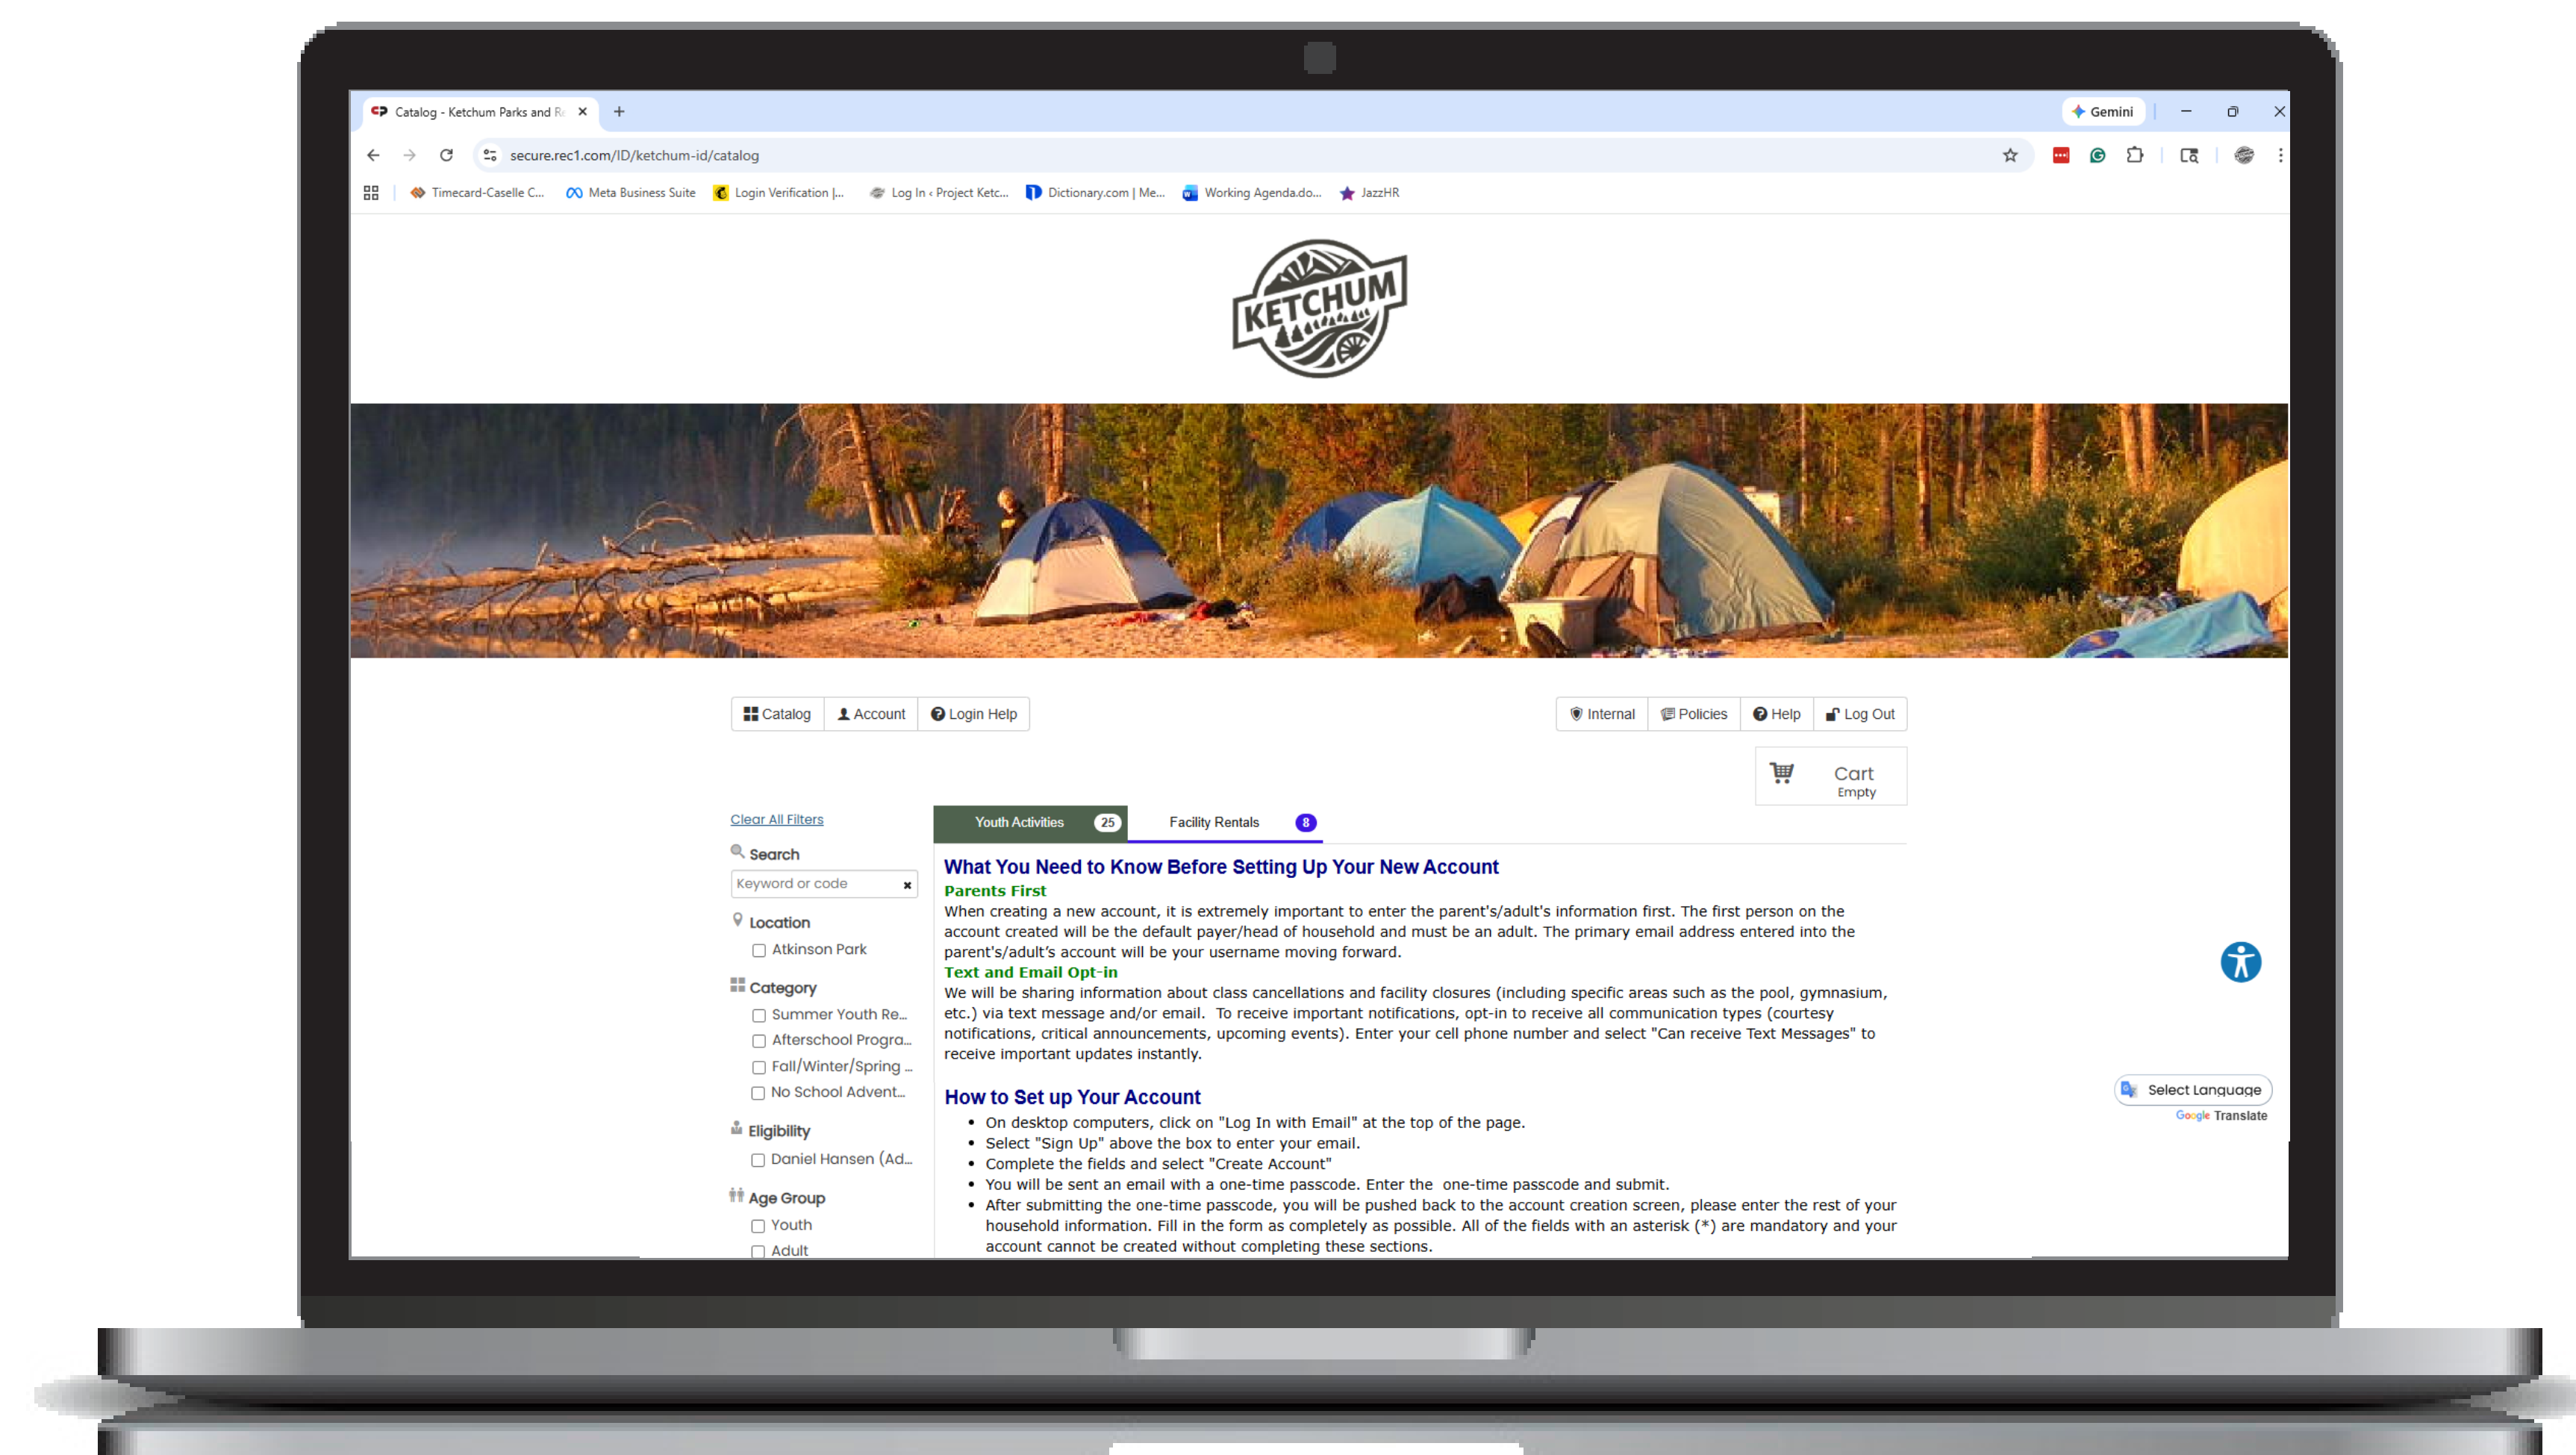 Catalog - Ketchum Parks and Re
Gemini
secure.rec1.com/ID/ketchum-id/catalog
Timecard-Caselle C... Meta Business Suite Login Verification |... Log In ‹ Project Ketc... Dictionary.com | Me... Working Agenda.do... JazzHR
KETCHUM
Catalog Account Login Help
Internal Policies Help Log Out
Cart
Empty
Clear All Filters
Search
Keyword or code
Location
Atkinson Park
Category
Summer Youth Re...
Afterschool Progra...
Fall/Winter/Spring ...
No School Advent...
Eligibility
Daniel Hansen (Ad...
Age Group
Youth
Adult
Youth Activities 25 Facility Rentals 8
What You Need to Know Before Setting Up Your New Account
Parents First
When creating a new account, it is extremely important to enter the parent's/adult's information first. The first person on the
account created will be the default payer/head of household and must be an adult. The primary email address entered into the
parent's/adult’s account will be your username moving forward.
Text and Email Opt-in
We will be sharing information about class cancellations and facility closures (including specific areas such as the pool, gymnasium,
etc.) via text message and/or email.  To receive important notifications, opt-in to receive all communication types (courtesy
notifications, critical announcements, upcoming events). Enter your cell phone number and select "Can receive Text Messages" to
receive important updates instantly.
How to Set up Your Account
• On desktop computers, click on "Log In with Email" at the top of the page.
• Select "Sign Up" above the box to enter your email.
• Complete the fields and select "Create Account"
• You will be sent an email with a one-time passcode. Enter the  one-time passcode and submit.
• After submitting the one-time passcode, you will be pushed back to the account creation screen, please enter the rest of your
household information. Fill in the form as completely as possible. All of the fields with an asterisk (*) are mandatory and your
account cannot be created without completing these sections.
Select Language
Google Translate